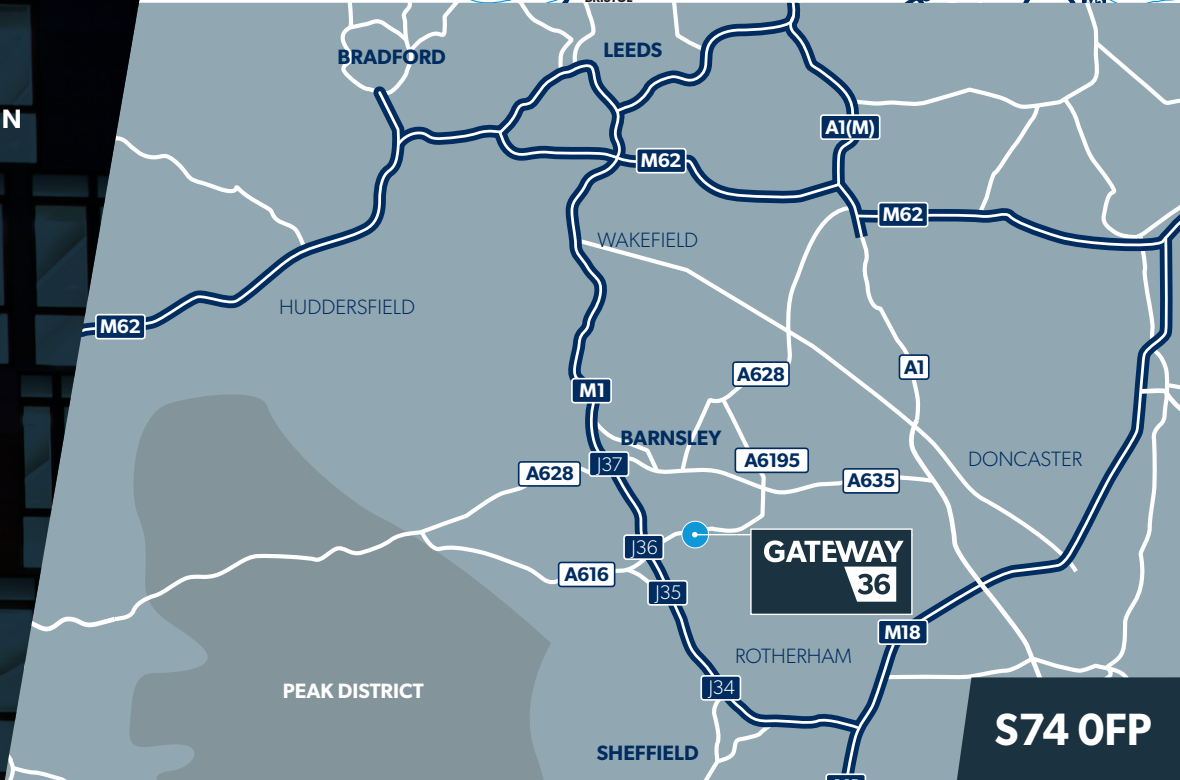 BRADFORD
LEEDS
N
A1(M)
M62
M62
WAKEFIELD
HUDDERSFIELD
M62
A1
A628
M1
BARNSLEY
DONCASTER
A6195
J37
A628
A635
J36
GATEWAY
36
A616
J35
M18
ROTHERHAM
J34
PEAK DISTRICT
S74 0FP
SHEFFIELD